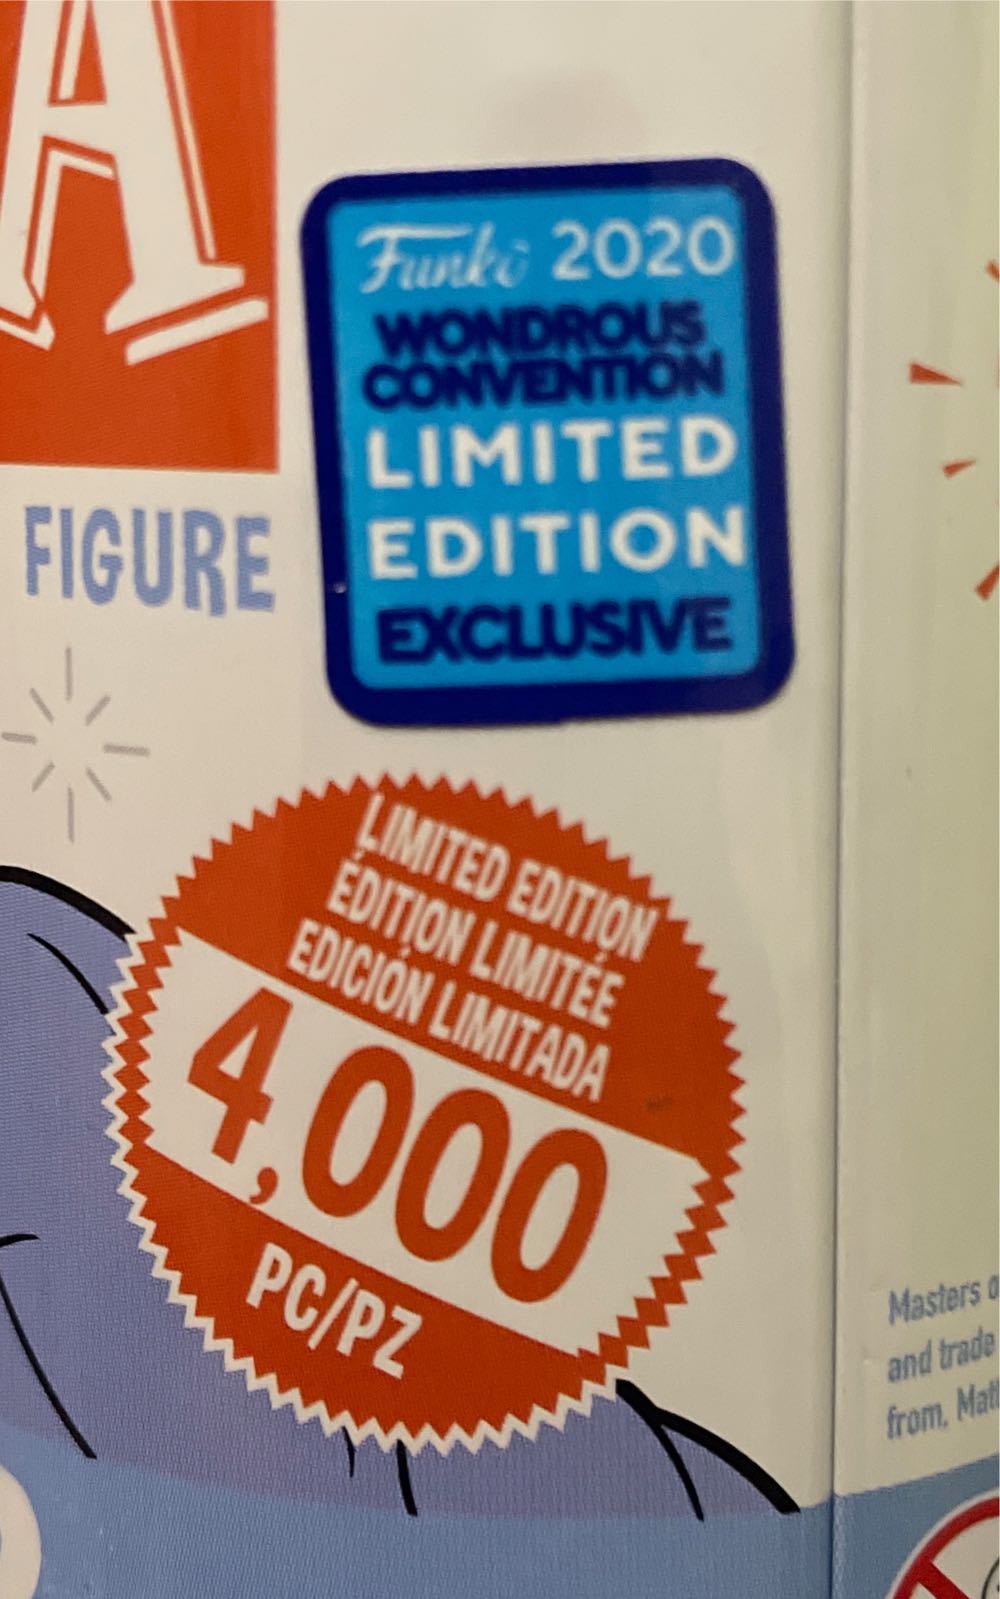 A
FIGURE
Funko 2020
WONDROUS
CONVENTION
LIMITED
EDITION
EXCLUSIVE
LIMITED EDITION
ÉDITION LIMITÉE
EDICIÓN LIMITADA
4,000
PC/PZ
Masters o
and trade
from. Matt